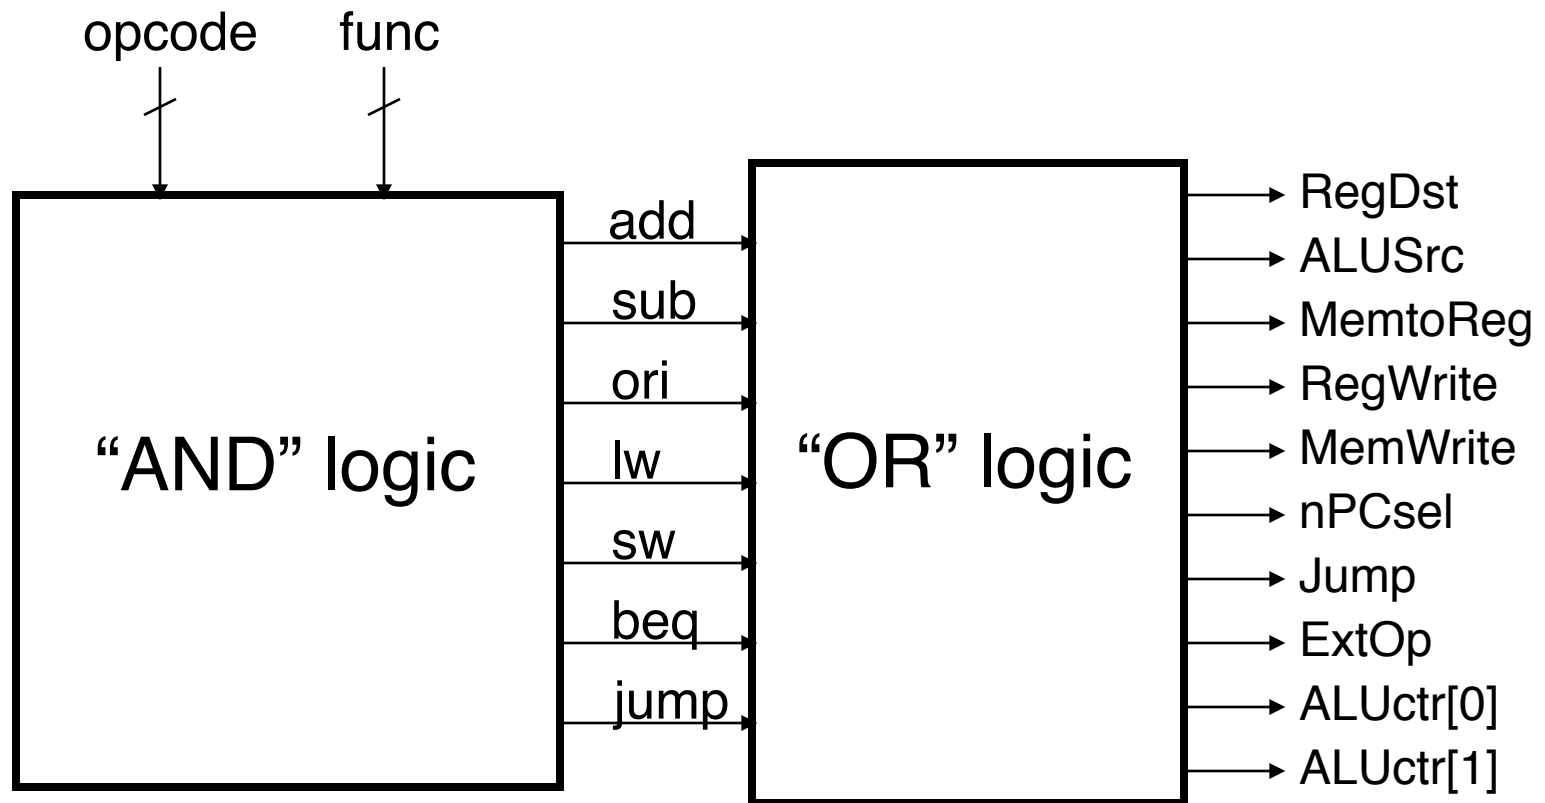 opcode func
add
sub
ori
lw
sw
beq
jump
“AND” logic
“OR” logic
RegDst
ALUSrc
MemtoReg
RegWrite
MemWrite
nPCsel
Jump
ExtOp
ALUctr[0]
ALUctr[1]